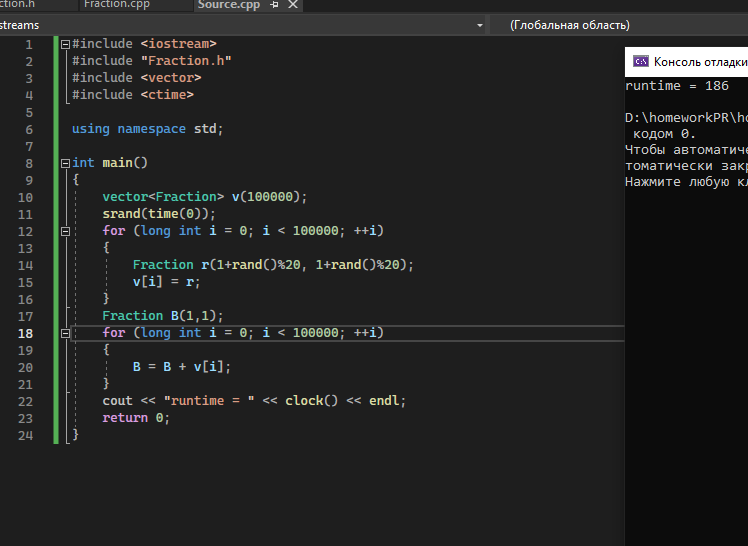 ction.h Fraction.cpp Source.cpp
streams (Глобальная область)
1 #include <iostream>
2 #include "Fraction.h"
3 #include <vector>
4 #include <ctime>
5
6 using namespace std;
7
8 int main()
9 {
10 vector<Fraction> v(100000);
11 srand(time(0));
12 for (long int i = 0; i < 100000; ++i)
13 {
14 Fraction r(1+rand()%20, 1+rand()%20);
15 v[i] = r;
16 }
17 Fraction B(1,1);
18 for (long int i = 0; i < 100000; ++i)
19 {
20 B = B + v[i];
21 }
22 cout << "runtime = " << clock() << endl;
23 return 0;
24 }
Консоль отладки
runtime = 186
D:\homeworkPR\ho
кодом 0.
Чтобы автоматиче
томатически закр
Нажмите любую кл